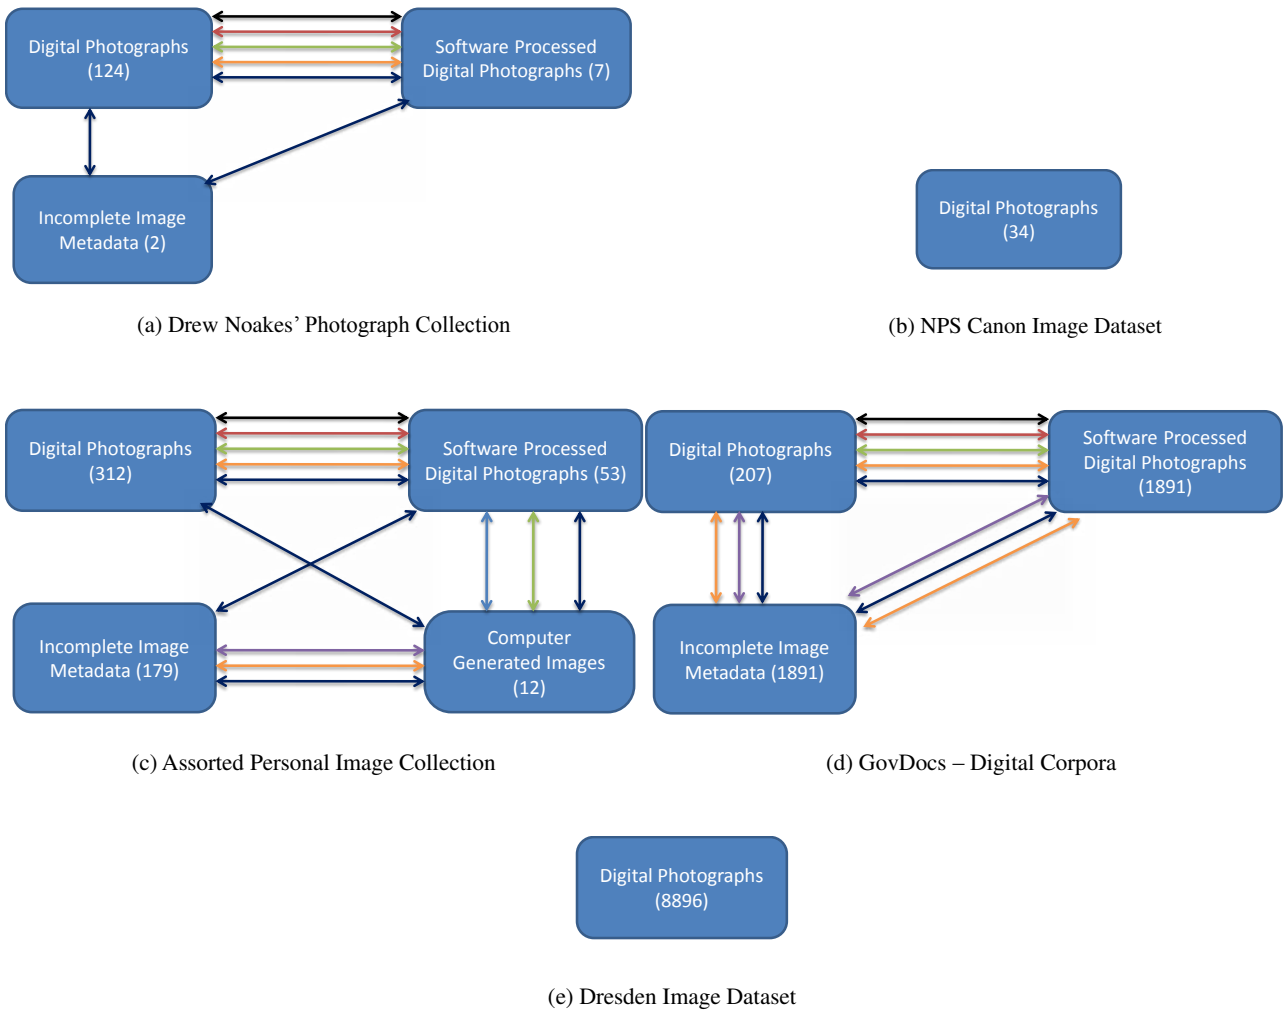 Digital Photographs
(124)
Software Processed
Digital Photographs (7)
Incomplete Image
Metadata (2)
(a) Drew Noakes’ Photograph Collection
Digital Photographs
(34)
(b) NPS Canon Image Dataset
Digital Photographs
(312)
Software Processed
Digital Photographs (53)
Incomplete Image
Metadata (179)
Computer
Generated Images
(12)
(c) Assorted Personal Image Collection
Digital Photographs
(207)
Software Processed
Digital Photographs
(1891)
Incomplete Image
Metadata (1891)
(d) GovDocs – Digital Corpora
Digital Photographs
(8896)
(e) Dresden Image Dataset